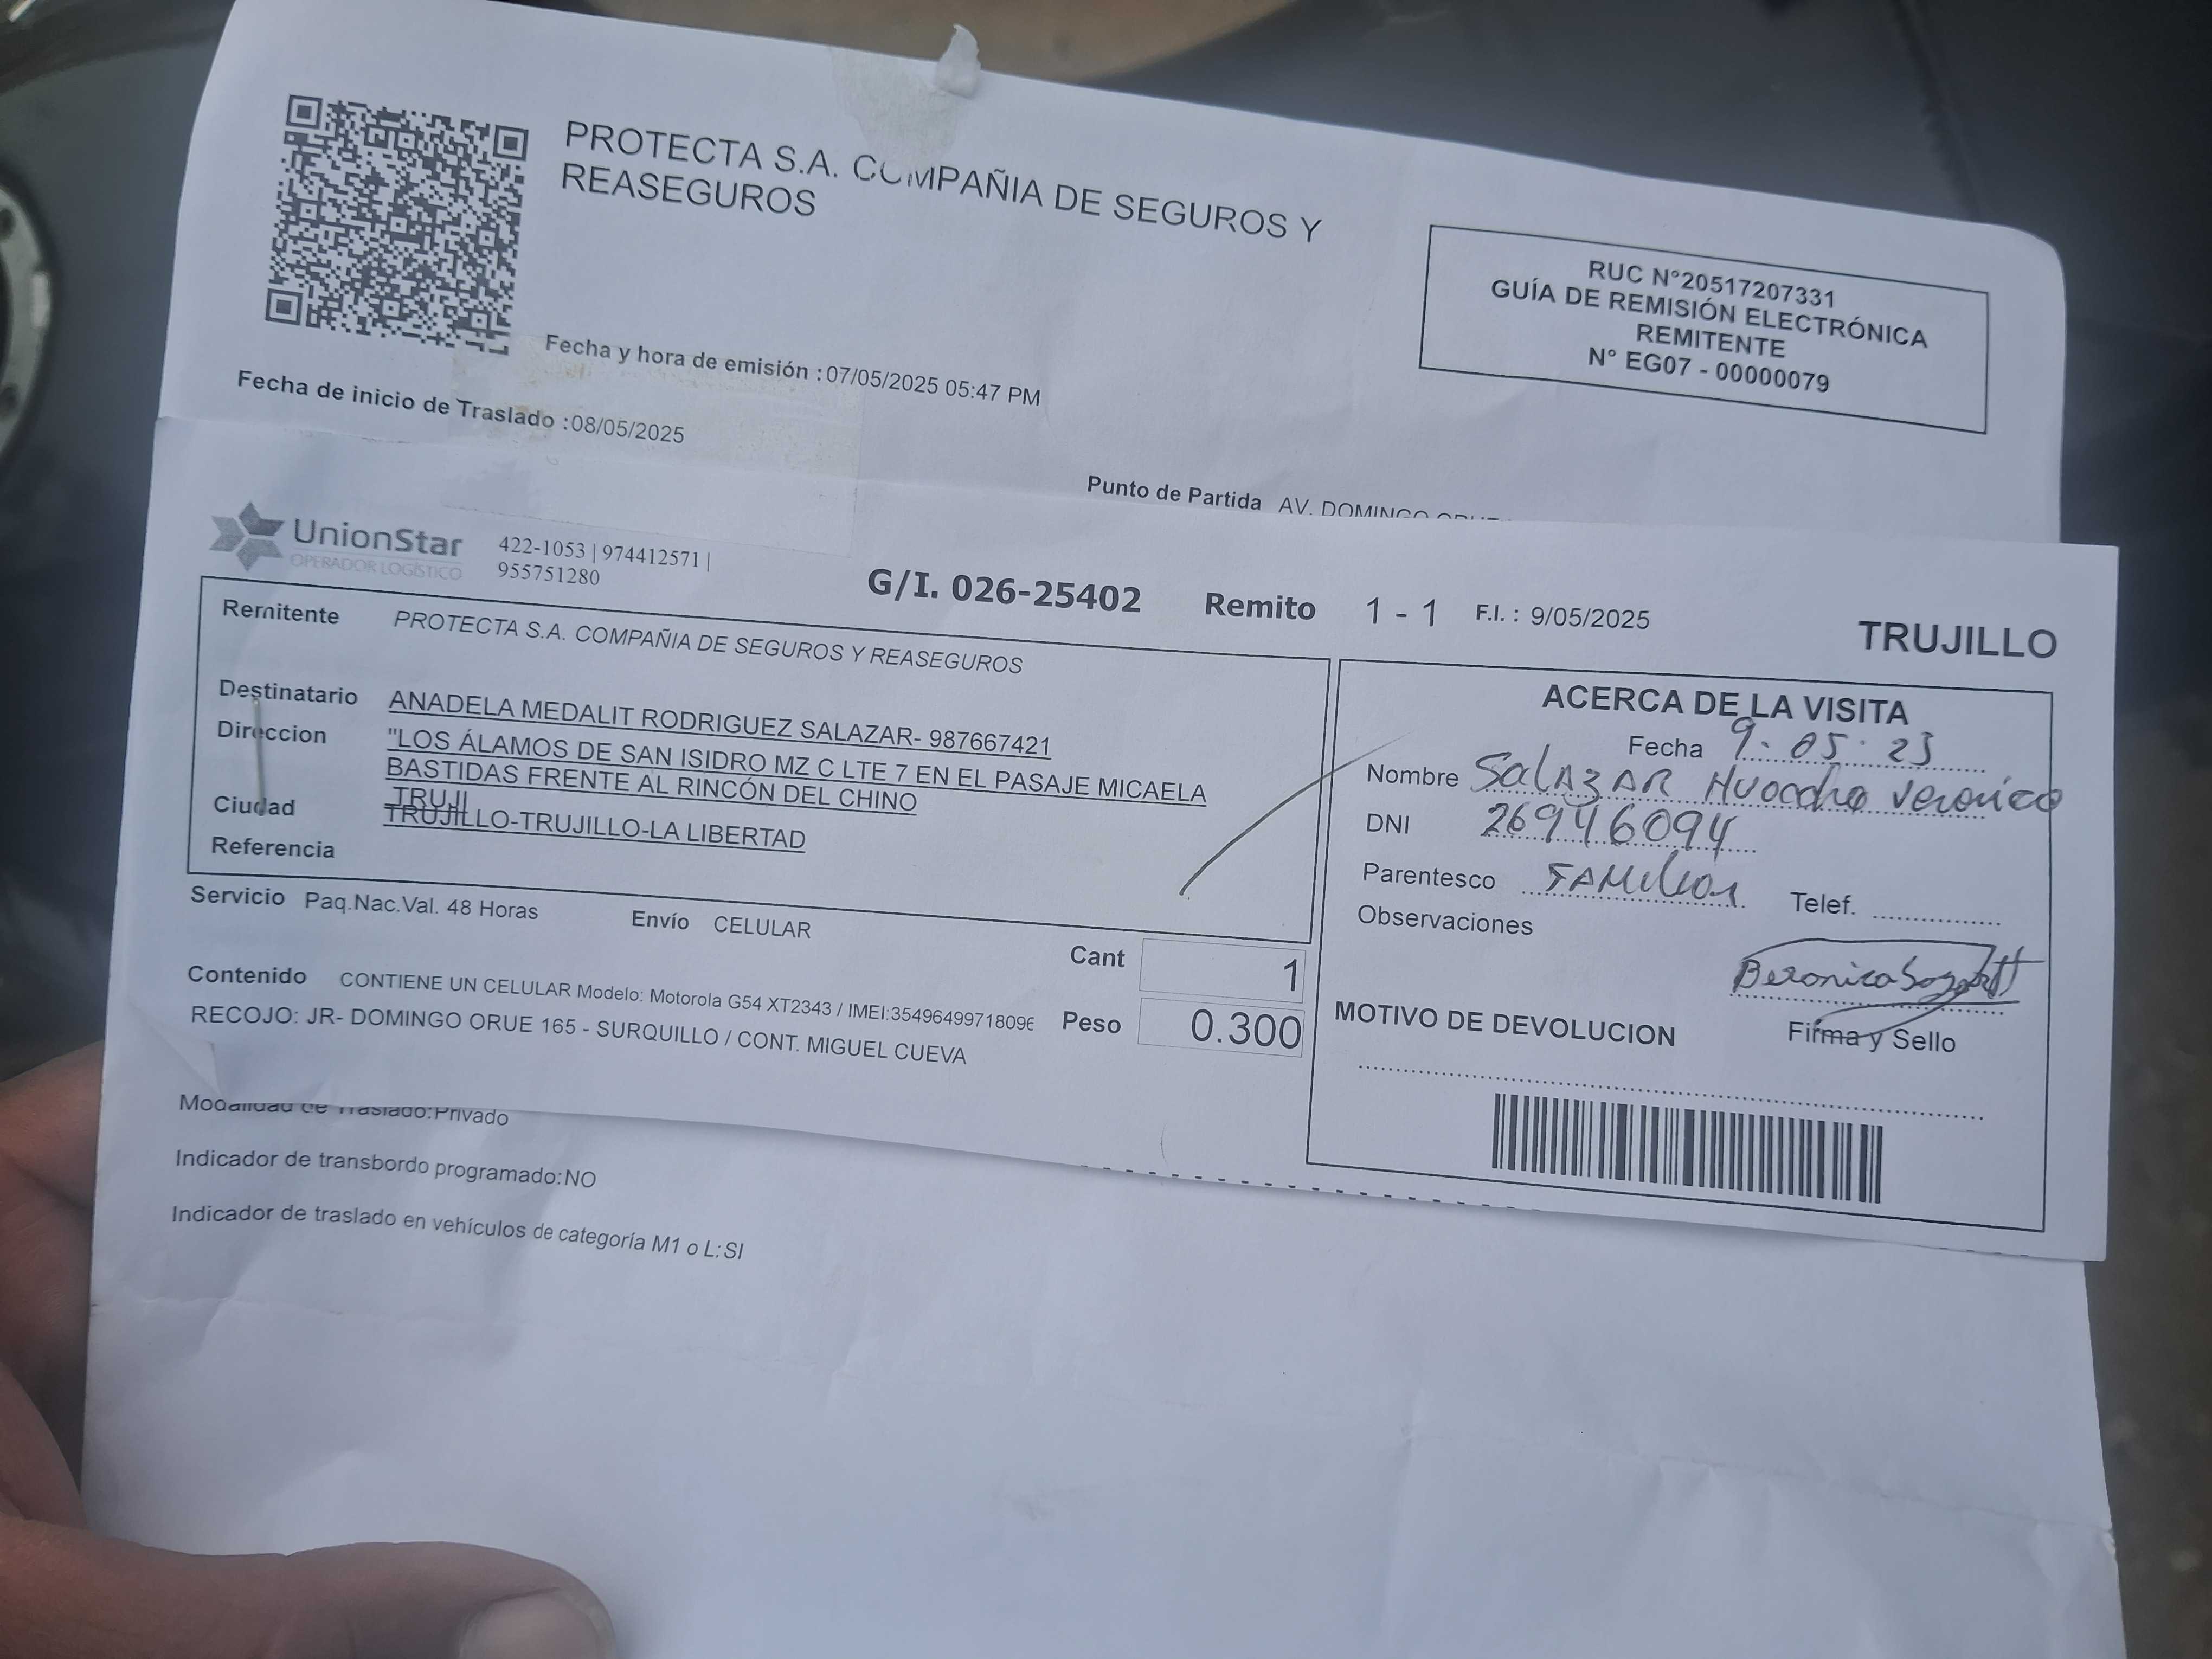 PROTECTA S.A. COMPAÑIA DE SEGUROS Y
REASEGUROS
RUC N°20517207331
GUÍA DE REMISIÓN ELECTRÓNICA
REMITENTE
N° EG07 - 00000079
Fecha y hora de emisión :07/05/2025 05:47 PM
Fecha de inicio de Traslado :08/05/2025
Punto de Partida AV. DOMINGO
UnionStar
OPERADOR LOGÍSTICO
422-1053 | 974412571 |
955751280
G/I. 026-25402 Remito 1 - 1 F.I. : 9/05/2025
TRUJILLO
Remitente PROTECTA S.A. COMPAÑIA DE SEGUROS Y REASEGUROS
Destinatario ANADELA MEDALIT RODRIGUEZ SALAZAR- 987667421
Direccion "LOS ÁLAMOS DE SAN ISIDRO MZ C LTE 7 EN EL PASAJE MICAELA
BASTIDAS FRENTE AL RINCÓN DEL CHINO
TRUJI
Ciudad TRUJILLO-TRUJILLO-LA LIBERTAD
Referencia
Servicio Paq.Nac.Val. 48 Horas Envío CELULAR
Cant 1
Contenido CONTIENE UN CELULAR Modelo: Motorola G54 XT2343 / IMEI:35496499718096
Peso 0.300
RECOJO: JR- DOMINGO ORUE 165 - SURQUILLO / CONT. MIGUEL CUEVA
ACERCA DE LA VISITA
Fecha 9. 05. 23
Nombre SALAZAR Veronica
DNI 26946094
Parentesco FAMiliar Telef.
Observaciones
Beronica
Firma y Sello
MOTIVO DE DEVOLUCION
Modalidad de Traslado:Privado
Indicador de transbordo programado:NO
Indicador de traslado en vehículos de categoría M1 o L:SI